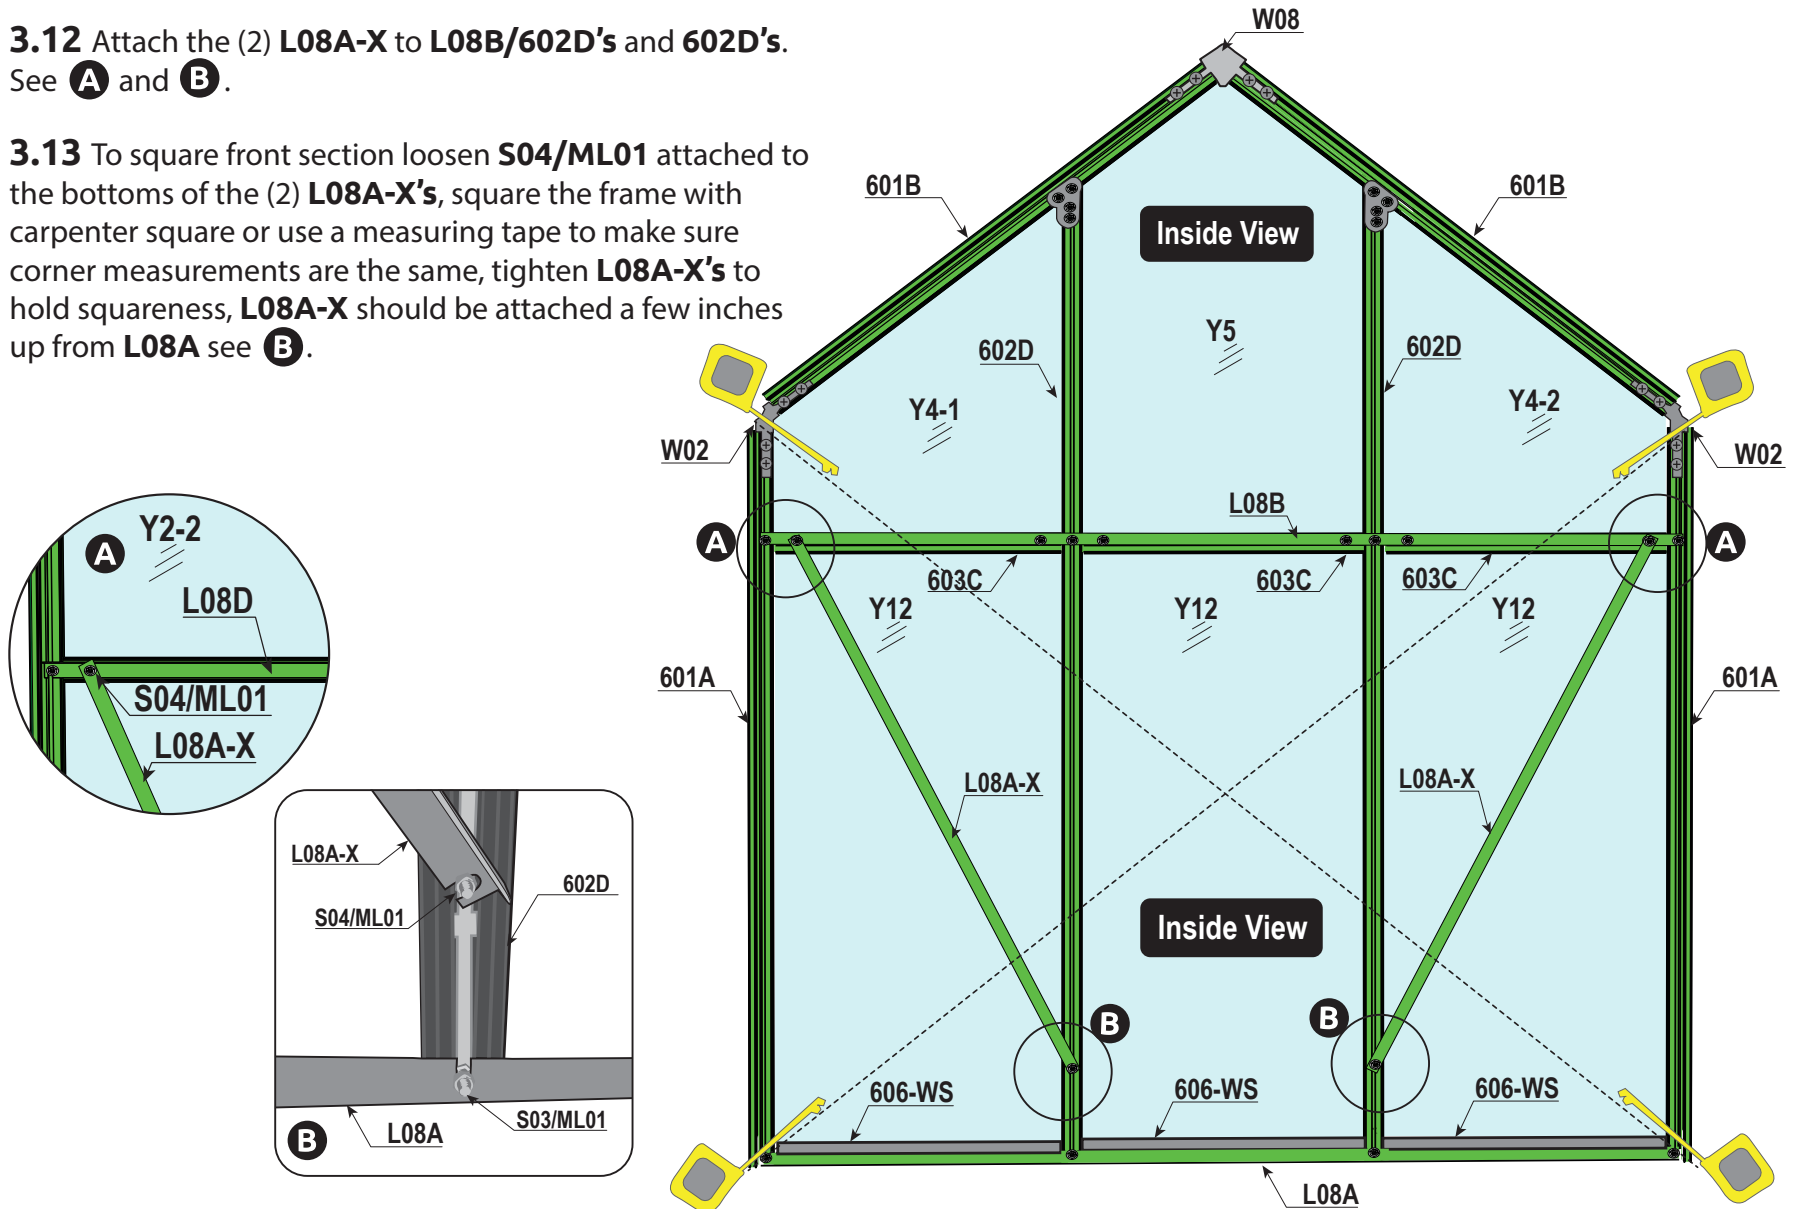 3.12 Attach the (2) L08A-X to L08B/602D's and 602D's.
See A and B.
3.13 To square front section loosen S04/ML01 attached to
the bottoms of the (2) L08A-X's, square the frame with
carpenter square or use a measuring tape to make sure
corner measurements are the same, tighten L08A-X's to
hold squareness, L08A-X should be attached a few inches
up from L08A see B.
W08
601B
601B
Inside View
Y5
602D
602D
Y4-1
Y4-2
W02
W02
L08B
A
A
603C
603C
603C
Y12
Y12
Y12
601A
601A
L08A-X
L08A-X
Inside View
B
B
606-WS
606-WS
606-WS
L08A
A
Y2-2
L08D
S04/ML01
L08A-X
L08A-X
602D
S04/ML01
S03/ML01
B
L08A